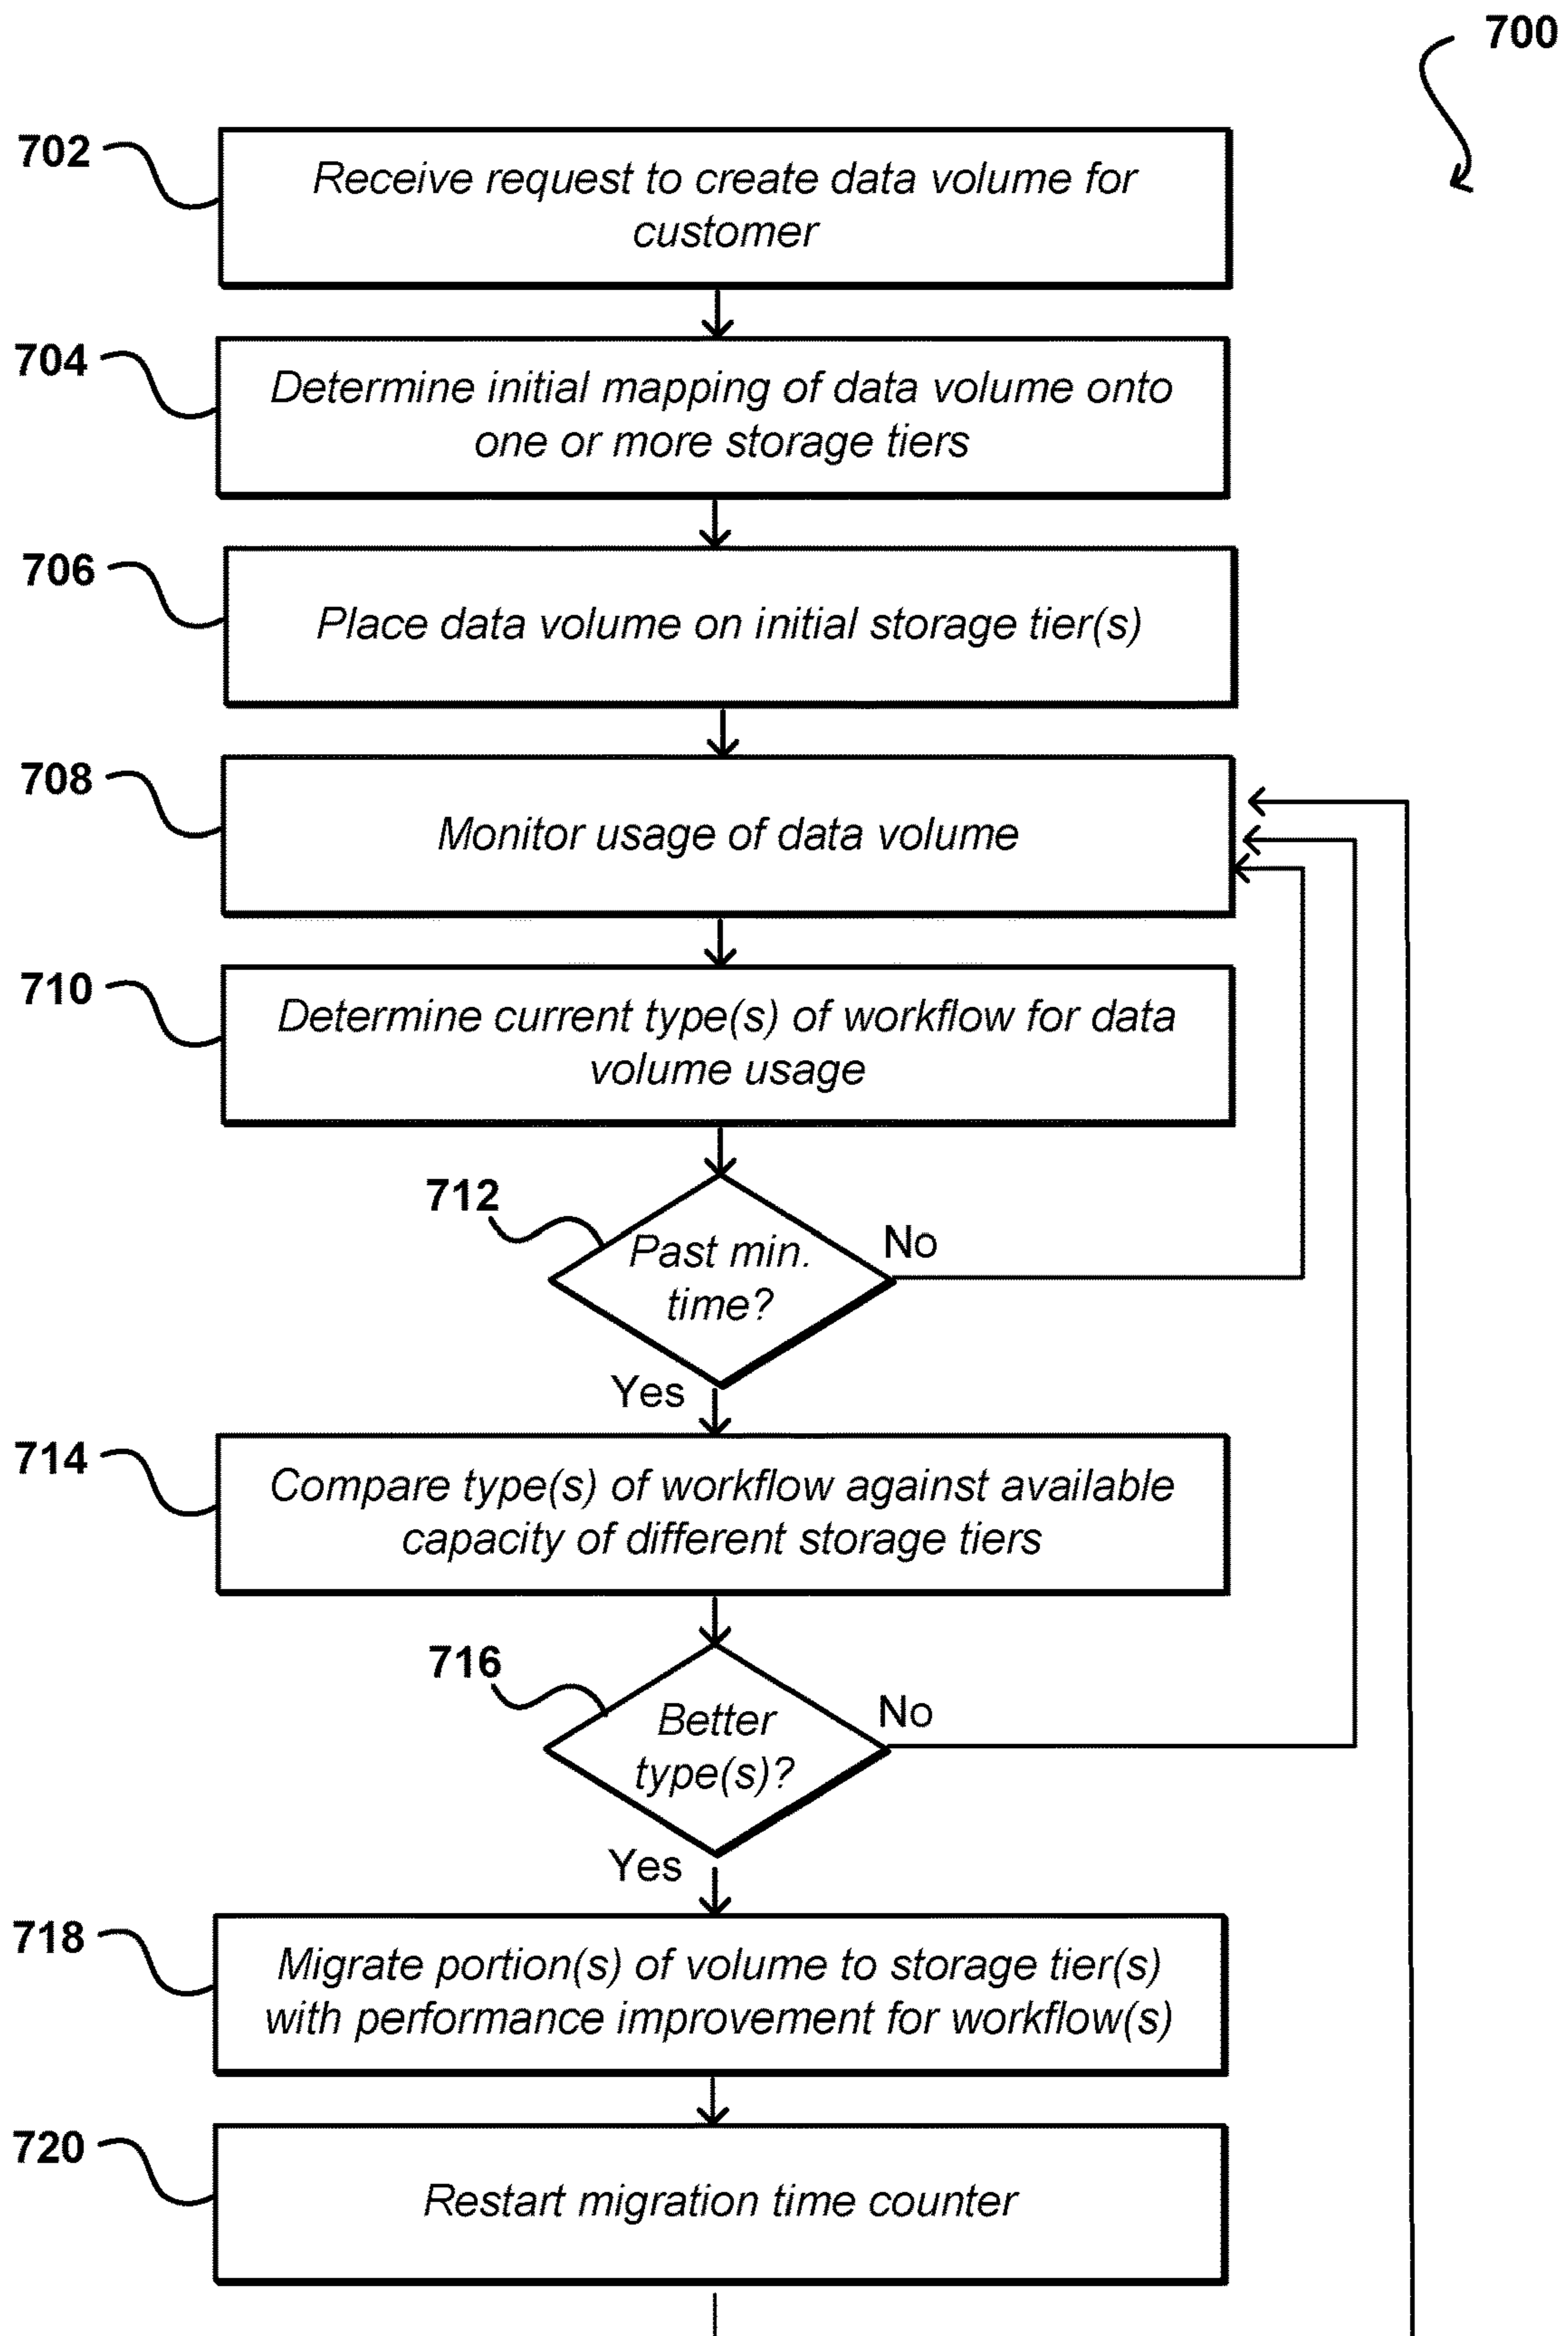 700
702
Receive request to create data volume for
customer
704
Determine initial mapping of data volume onto
one or more storage tiers
706
Place data volume on initial storage tier(s)
708
Monitor usage of data volume
710
Determine current type(s) of workflow for data
volume usage
712
Past min.
time?
No
Yes
714
Compare type(s) of workflow against available
capacity of different storage tiers
716
Better
type(s)?
No
Yes
718
Migrate portion(s) of volume to storage tier(s)
with performance improvement for workflow(s)
720
Restart migration time counter